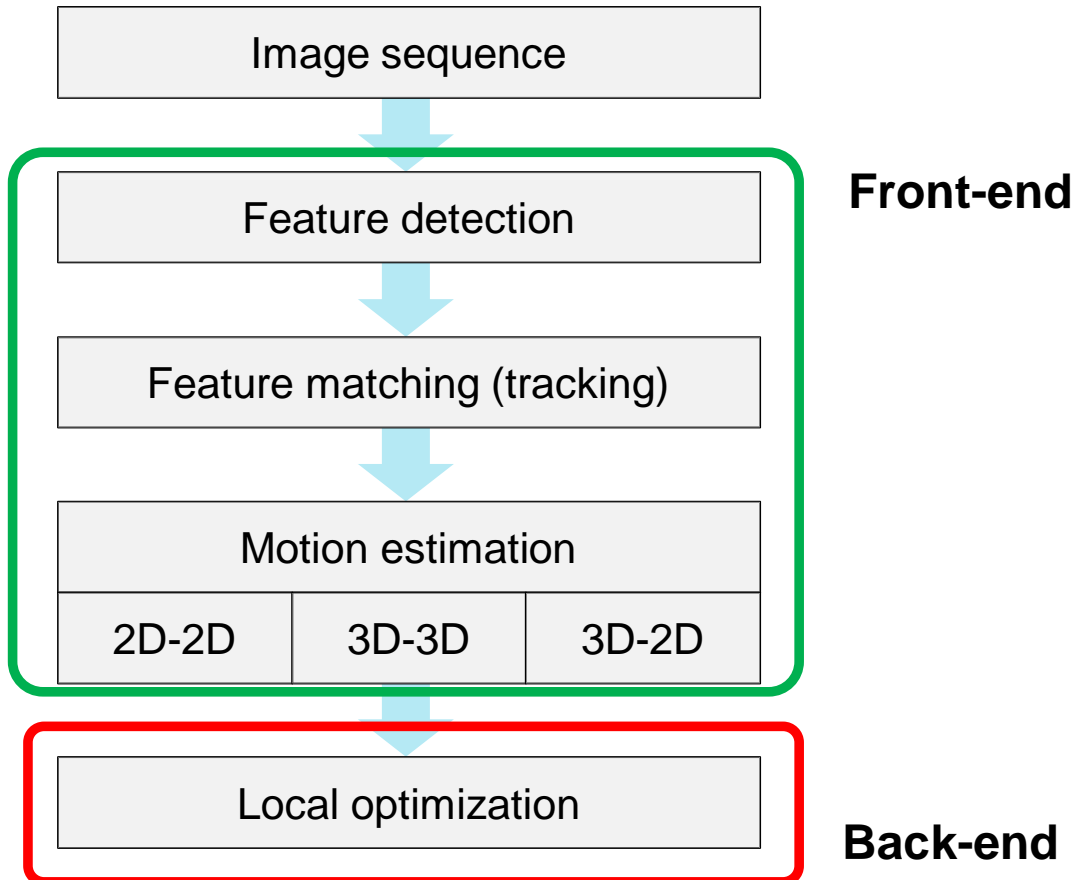 Image sequence
Front-end
Feature detection
Feature matching (tracking)
Motion estimation
2D-2D
3D-3D
3D-2D
Local optimization
Back-end